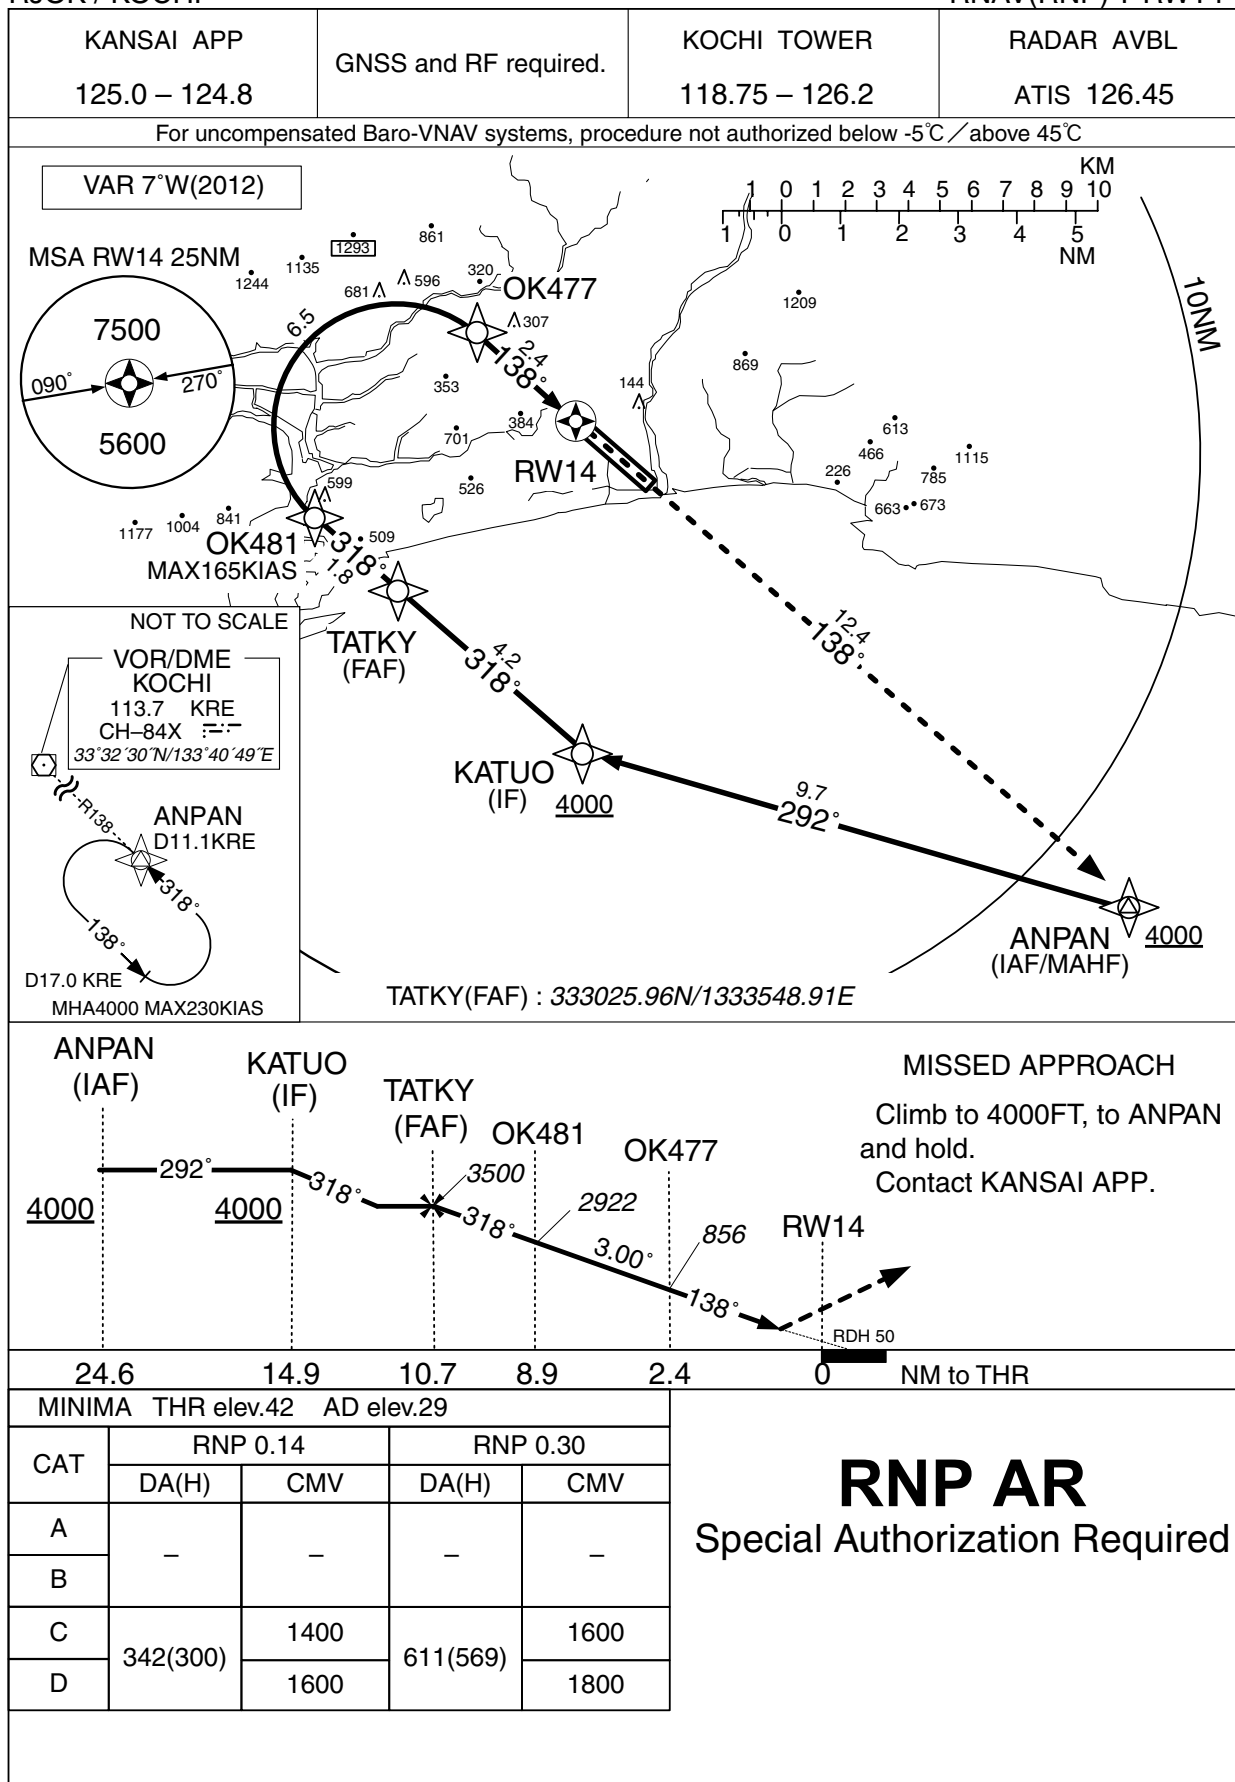 KANSAI APP
125.0 – 124.8
GNSS and RF required.
KOCHI TOWER
118.75 – 126.2
RADAR AVBL
ATIS 126.45
For uncompensated Baro-VNAV systems, procedure not authorized below -5℃／above 45℃
VAR 7°W(2012)
KM
1 0 1 2 3 4 5 6 7 8 9 10
1 0 1 2 3 4 5
NM
10NM
MSA RW14 25NM
7500
090°
270°
5600
1244
1135
1293
861
681
596
320
OK477
307
6.5
2.4
138°
353
384
701
526
144
RW14
1209
869
613
466
1115
785
226
663
673
599
1177
1004
841
509
OK481
MAX165KIAS
318°
1.8
TATKY
(FAF)
4.2
318°
KATUO
(IF)
4000
9.7
292°
12.4
138°
ANPAN
(IAF/MAHF)
4000
NOT TO SCALE
VOR/DME
KOCHI
113.7 KRE
CH–84X
33°32´30˝N/133°40´49˝E
R138
ANPAN
D11.1KRE
318°
138°
D17.0 KRE
MHA4000 MAX230KIAS
TATKY(FAF) : 333025.96N/1333548.91E
ANPAN
(IAF)
KATUO
(IF)
TATKY
(FAF)
OK481
OK477
RW14
292°
4000
4000
318°
3500
318°
2922
3.00°
856
138°
RDH 50
24.6 14.9 10.7 8.9 2.4 0 NM to THR
MISSED APPROACH
Climb to 4000FT, to ANPAN
and hold.
Contact KANSAI APP.
MINIMA THR elev.42 AD elev.29
CAT RNP 0.14 RNP 0.30
DA(H) CMV DA(H) CMV
A
– – – –
B
C 1400 1600
342(300) 611(569)
D 1600 1800
RNP AR
Special Authorization Required